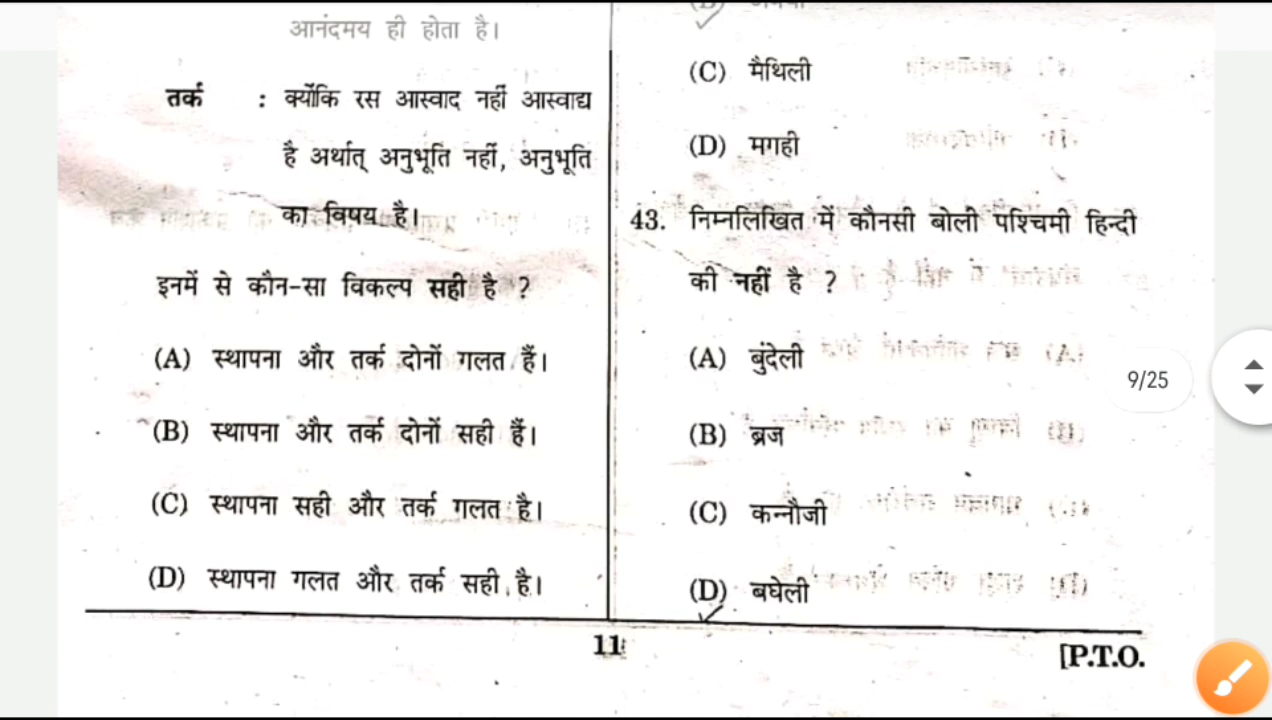 आनंदमय ही होता है।
तर्क : क्योंकि रस आस्वाद नहीं आस्वाद्य
है अर्थात् अनुभूति नहीं, अनुभूति
का विषय है।
इनमें से कौन-सा विकल्प सही है ?
(A) स्थापना और तर्क दोनों गलत हैं।
(B) स्थापना और तर्क दोनों सही हैं।
(C) स्थापना सही और तर्क गलत है।
(D) स्थापना गलत और तर्क सही है।
(C) मैथिली
(D) मगही
43. निम्नलिखित में कौनसी बोली पश्चिमी हिन्दी
की नहीं है ?
(A) बुंदेली
(B) ब्रज
(C) कन्नौजी
(D) बघेली
11
[P.T.O.
9/25